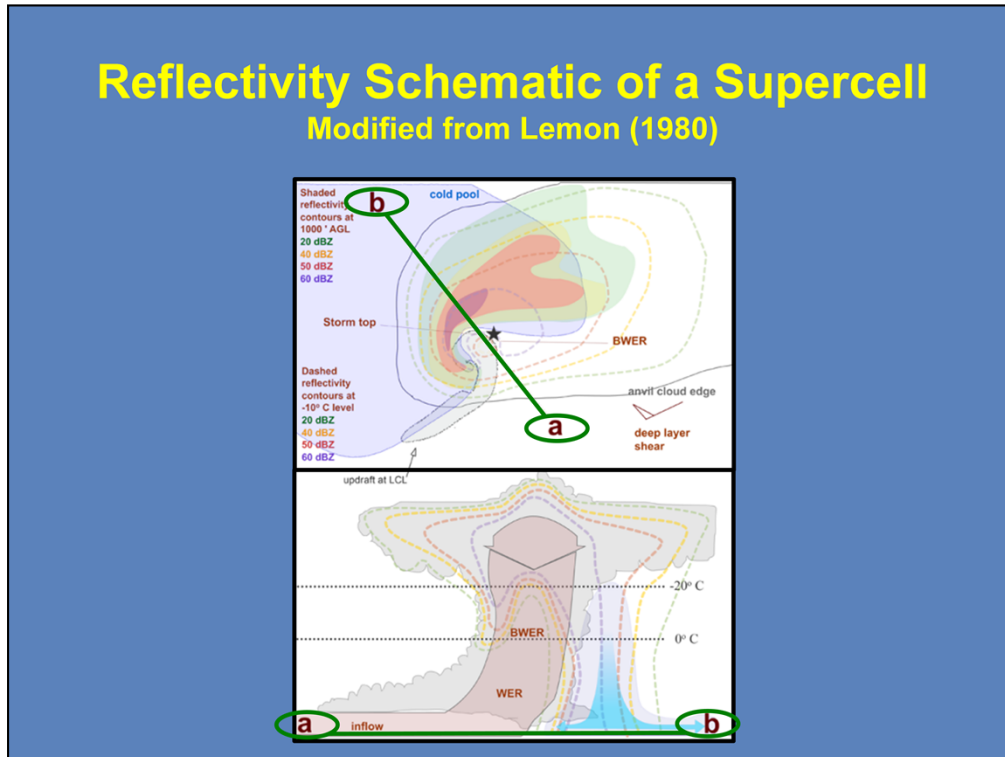 Reflectivity Schematic of a Supercell
Modified from Lemon (1980)
Shaded
reflectivity
contours at
1000 ' AGL
20 dBZ
40 dBZ
50 dBZ
60 dBZ
b
cold pool
Storm top
BWER
Dashed
reflectivity
contours at
-10° C level
20 dBZ
40 dBZ
50 dBZ
60 dBZ
anvil cloud edge
a
deep layer
shear
updraft at LCL
-20° C
BWER
0° C
WER
a
inflow
b